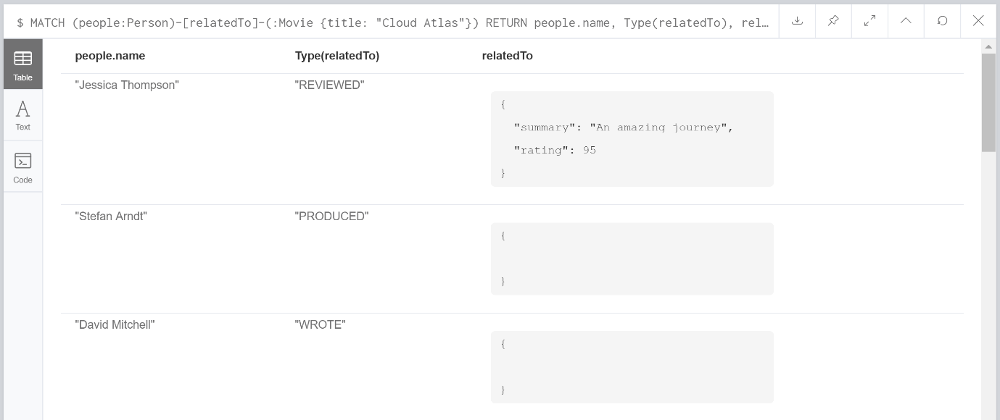 $ MATCH (people:Person)-[relatedTo]-(:Movie {title: "Cloud Atlas"}) RETURN people.name, Type(relatedTo), rel…
people.name Type(relatedTo) relatedTo
Table
"Jessica Thompson" "REVIEWED"
{
"summary": "An amazing journey",
"rating": 95
}
Text
Code
"Stefan Arndt" "PRODUCED"
{
}
"David Mitchell" "WROTE"
{
}